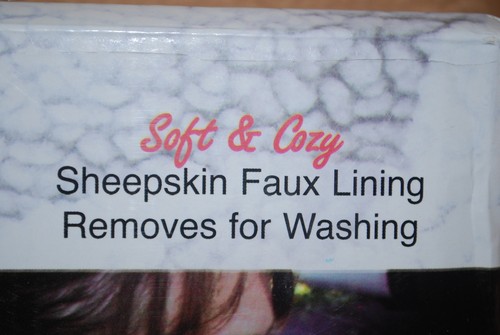 Soft & Cozy
Sheepskin Faux Lining
Removes for Washing